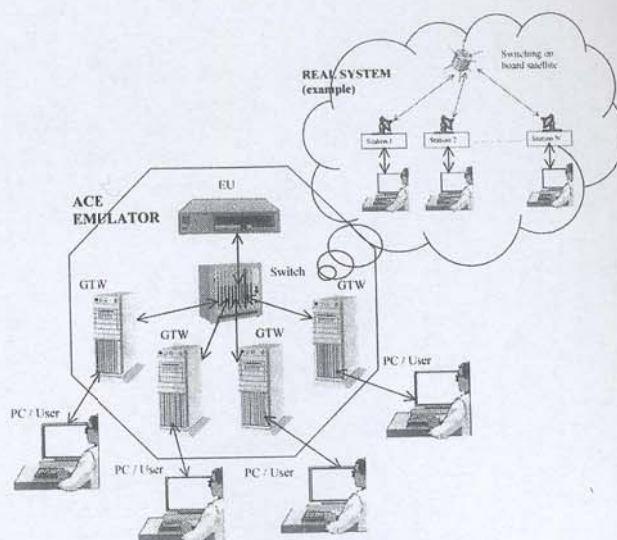 Switching on
board satellite
REAL SYSTEM
(example)
Station 1
Station 2
Station N
EU
ACE
EMULATOR
Switch
GTW
GTW
GTW
GTW
PC / User
PC / User
PC / User
PC / User